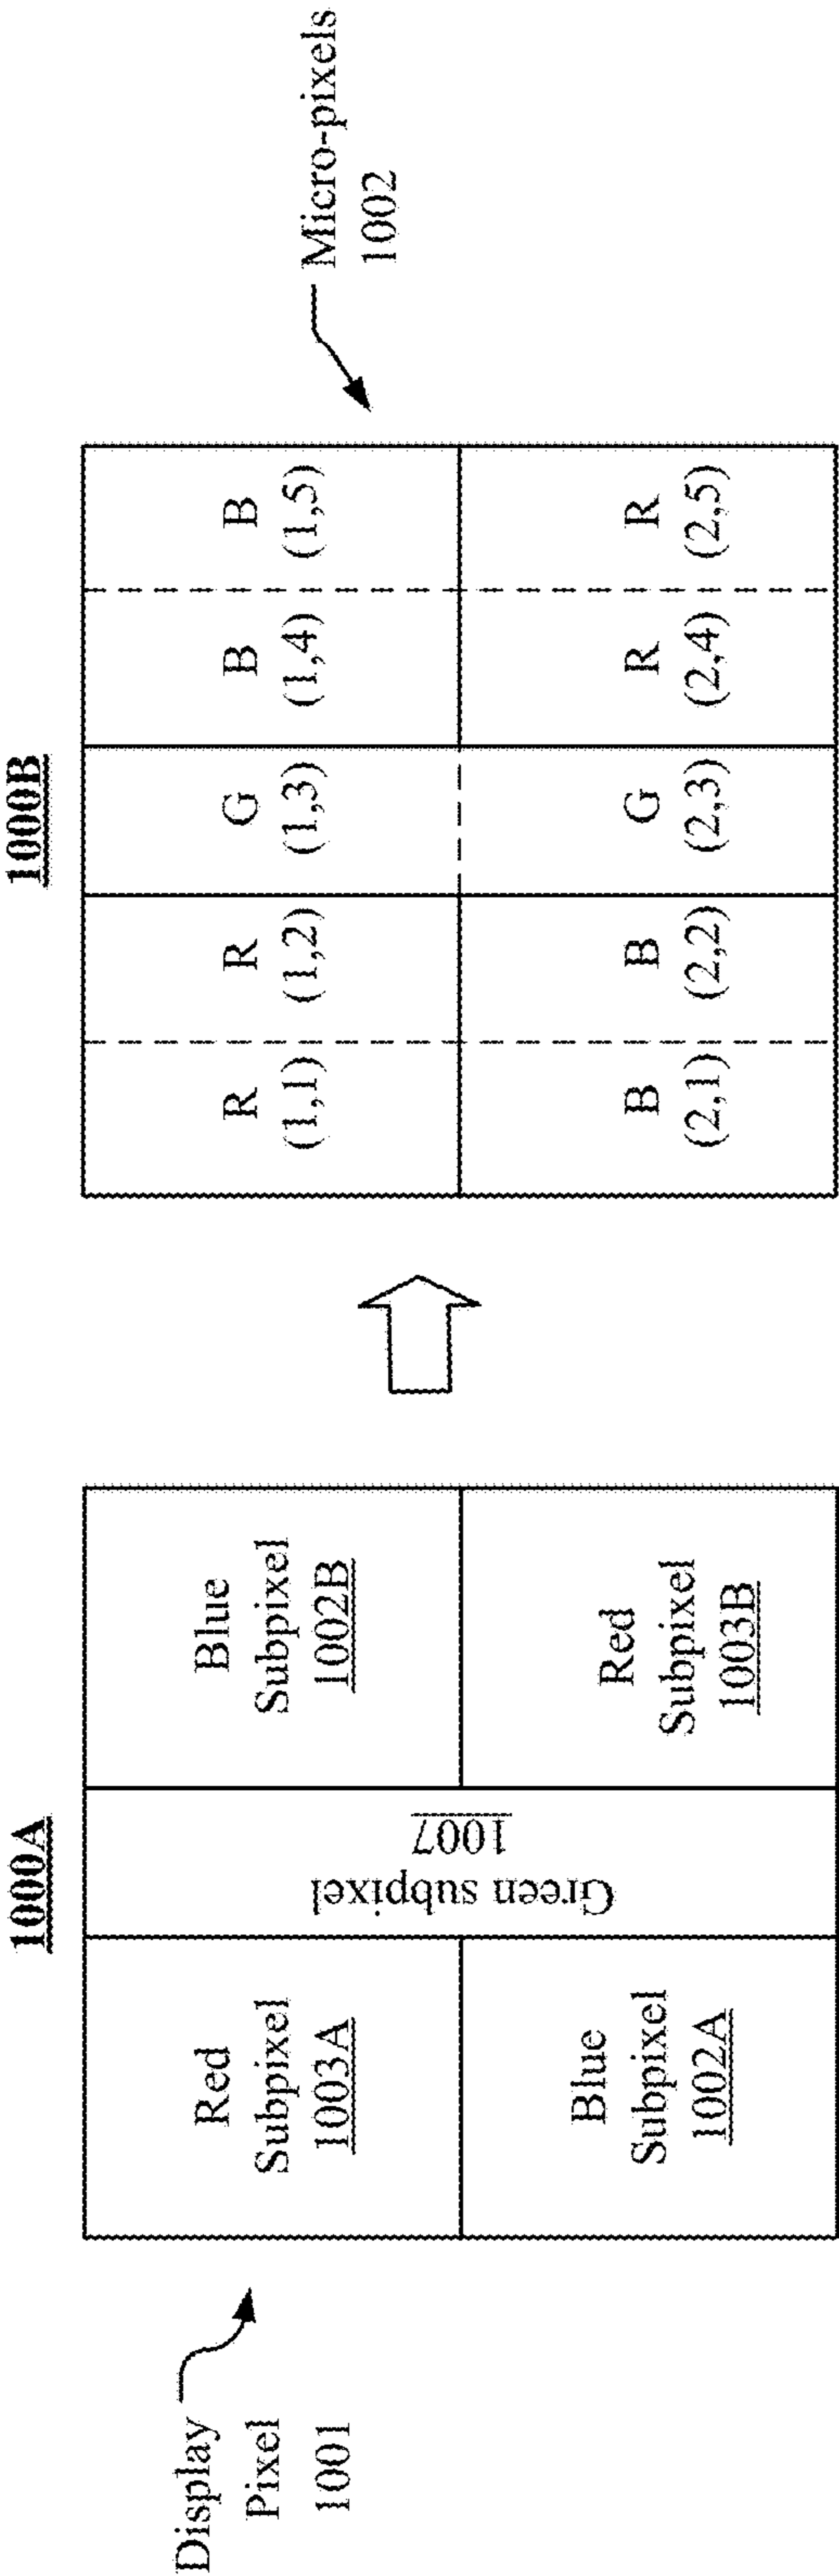 1000A
Display
Pixel
1001
Red
Subpixel
1003A
Green subpixel
1007
Blue
Subpixel
1002B
Blue
Subpixel
1002A
Red
Subpixel
1003B
1000B
R
(1,1)
R
(1,2)
G
(1,3)
B
(1,4)
B
(1,5)
B
(2,1)
B
(2,2)
G
(2,3)
R
(2,4)
R
(2,5)
Micro-pixels
1002